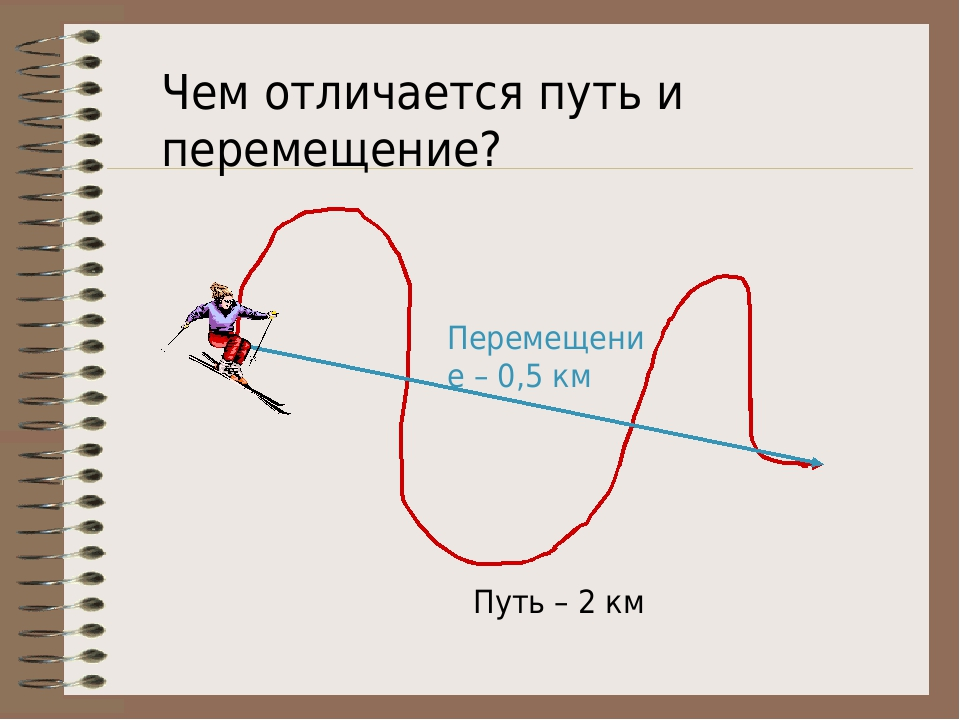 Чем отличается путь и
перемещение?
Перемещени
е – 0,5 км
Путь – 2 км